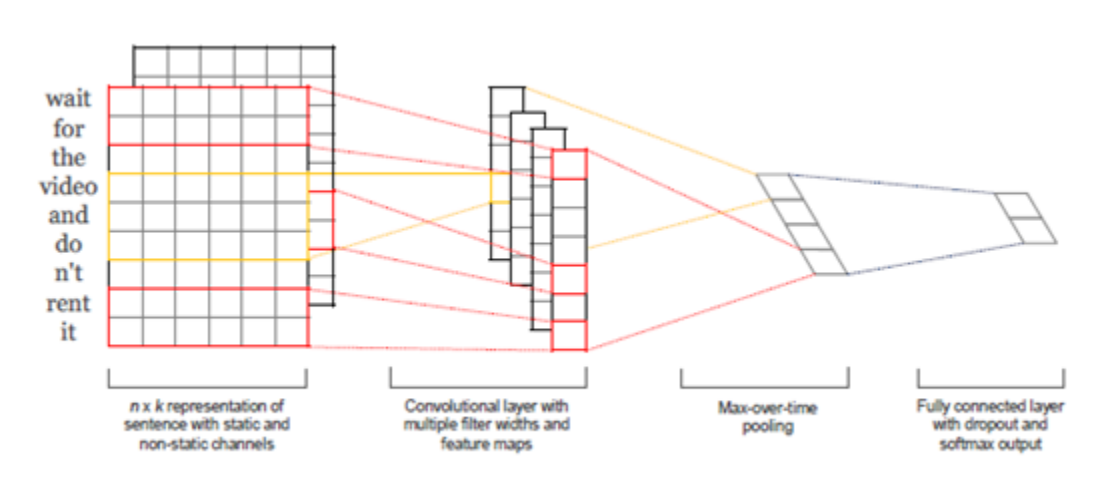 wait
for
the
video
and
do
n't
rent
it
n x k representation of
sentence with static and
non-static channels
Convolutional layer with
multiple filter widths and
feature maps
Max-over-time
pooling
Fully connected layer
with dropout and
softmax output